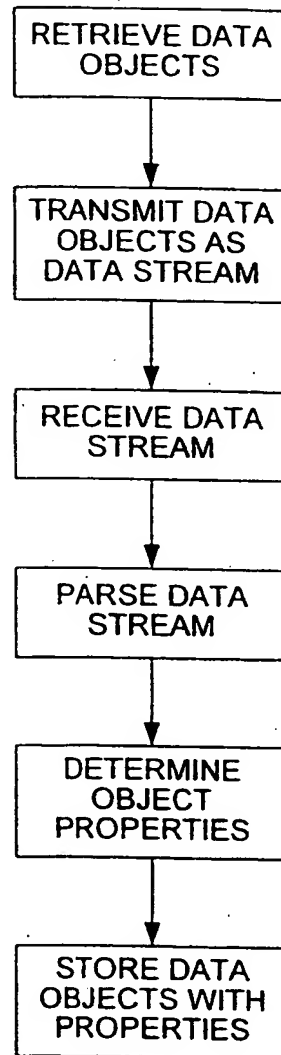 RETRIEVE DATA
OBJECTS
TRANSMIT DATA
OBJECTS AS
DATA STREAM
RECEIVE DATA
STREAM
PARSE DATA
STREAM
DETERMINE
OBJECT
PROPERTIES
STORE DATA
OBJECTS WITH
PROPERTIES